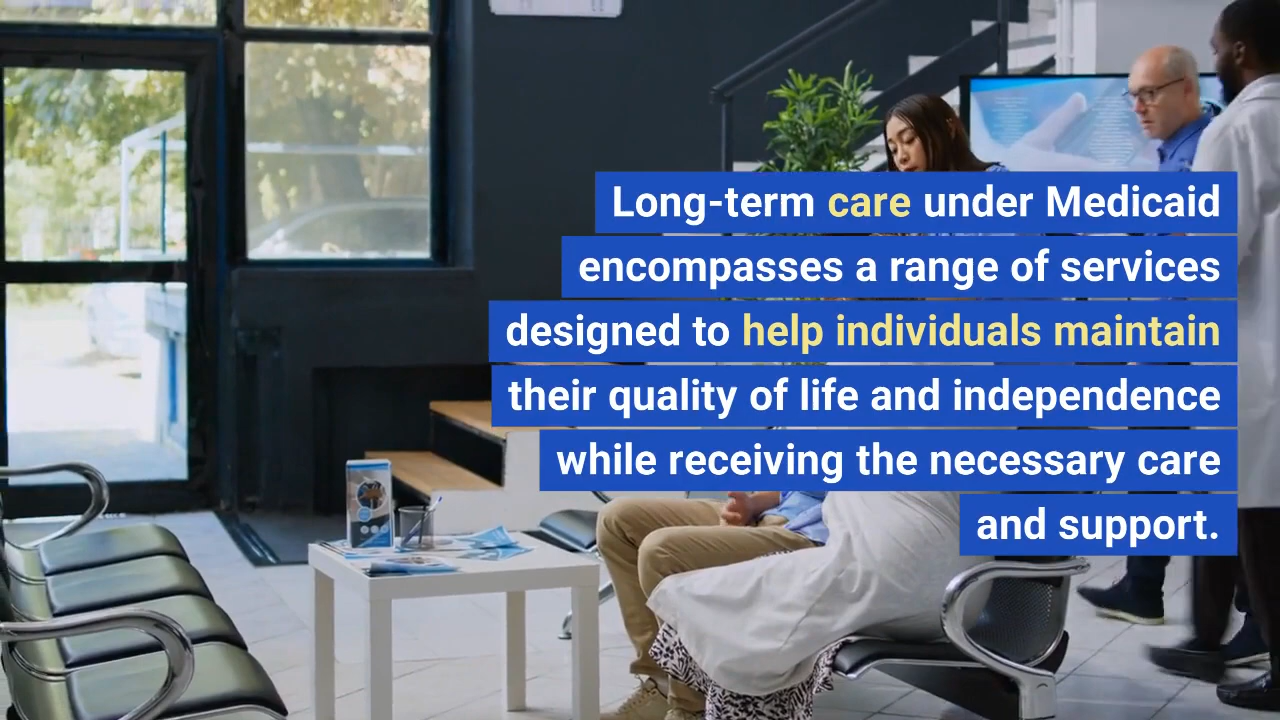 Long-term care under Medicaid
encompasses a range of services
designed to help individuals maintain
their quality of life and independence
while receiving the necessary care
and support.